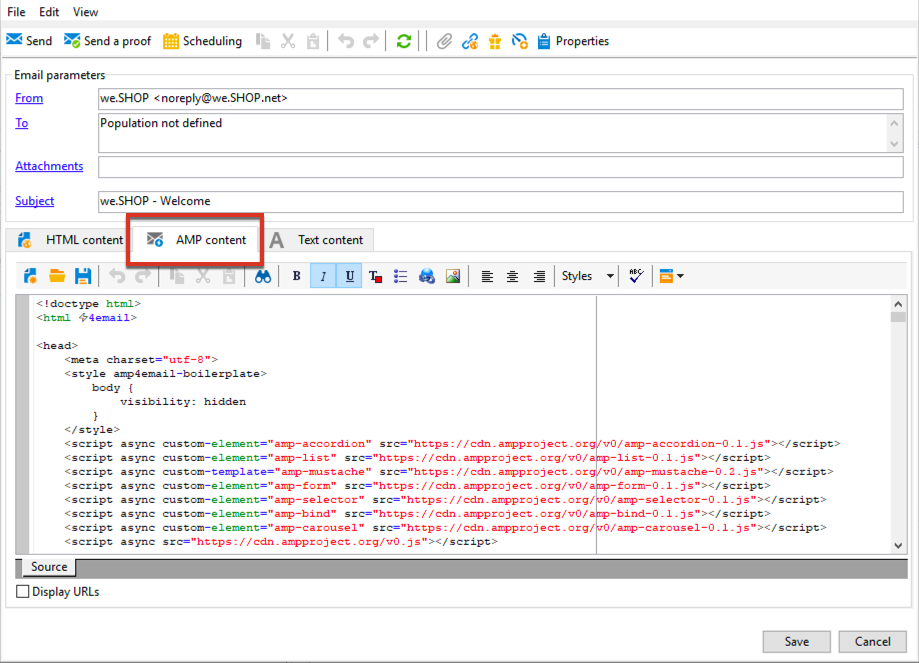 File Edit View
Send Send a proof Scheduling Properties
Email parameters
From we.SHOP <noreply@we.SHOP.net>
To Population not defined
Attachments
Subject we.SHOP - Welcome
HTML content AMP content A Text content
B I U T Styles ABC
<!doctype html>
<html ⚡4email>
<head>
<meta charset="utf-8">
<style amp4email-boilerplate>
body {
visibility: hidden
}
</style>
<script async custom-element="amp-accordion" src="https://cdn.ampproject.org/v0/amp-accordion-0.1.js"></script>
<script async custom-element="amp-list" src="https://cdn.ampproject.org/v0/amp-list-0.1.js"></script>
<script async custom-template="amp-mustache" src="https://cdn.ampproject.org/v0/amp-mustache-0.2.js"></script>
<script async custom-element="amp-form" src="https://cdn.ampproject.org/v0/amp-form-0.1.js"></script>
<script async custom-element="amp-selector" src="https://cdn.ampproject.org/v0/amp-selector-0.1.js"></script>
<script async custom-element="amp-bind" src="https://cdn.ampproject.org/v0/amp-bind-0.1.js"></script>
<script async custom-element="amp-carousel" src="https://cdn.ampproject.org/v0/amp-carousel-0.1.js"></script>
<script async src="https://cdn.ampproject.org/v0.js"></script>
Source
Display URLs
Save Cancel